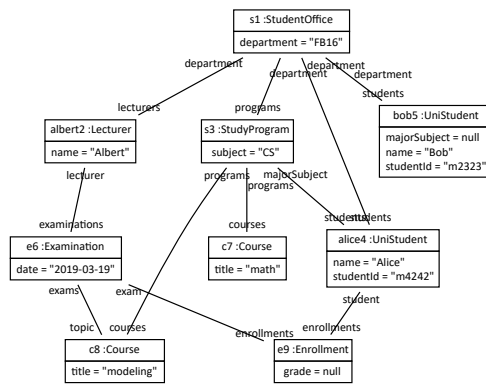 s1 :StudentOffice
department = "FB16"
department
department
department
department
lecturers
programs
students
albert2 :Lecturer
name = "Albert"
s3 :StudyProgram
subject = "CS"
bob5 :UniStudent
majorSubject = null
name = "Bob"
studentId = "m2323"
lecturer
programs
majorSubject
programs
examinations
courses
students
students
e6 :Examination
date = "2019-03-19"
c7 :Course
title = "math"
alice4 :UniStudent
name = "Alice"
studentId = "m4242"
exams
exam
student
topic
courses
enrollments
enrollments
c8 :Course
title = "modeling"
e9 :Enrollment
grade = null